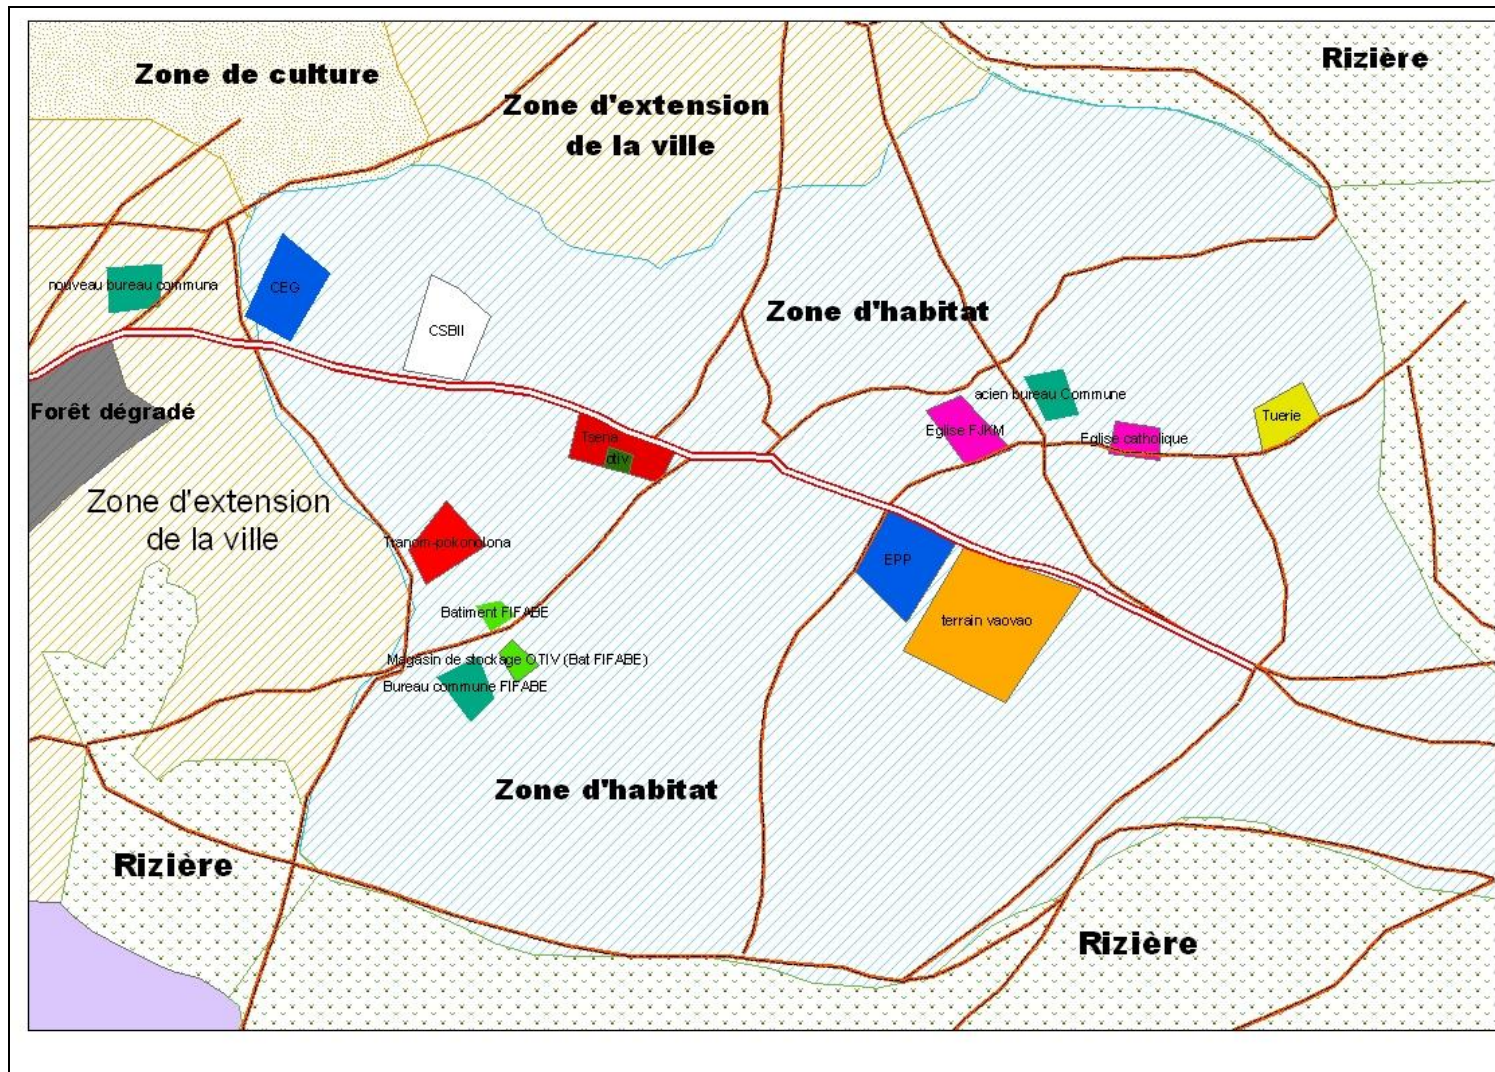 Zone de culture
Rizière
Zone d'extension
de la ville
nouveau bureau communa
CEG
CSBII
Zone d'habitat
Forêt dégradé
acien bureau Commune
Eglise FJKM
Eglise catholique
Tuerie
Tsena
otiv
Zone d'extension
de la ville
Tranom-pokonolona
EPP
Batiment FIFABE
terrain vaovao
Magasin de stockage OTIV (Bat FIFABE)
Bureau commune FIFABE
Zone d'habitat
Rizière
Rizière